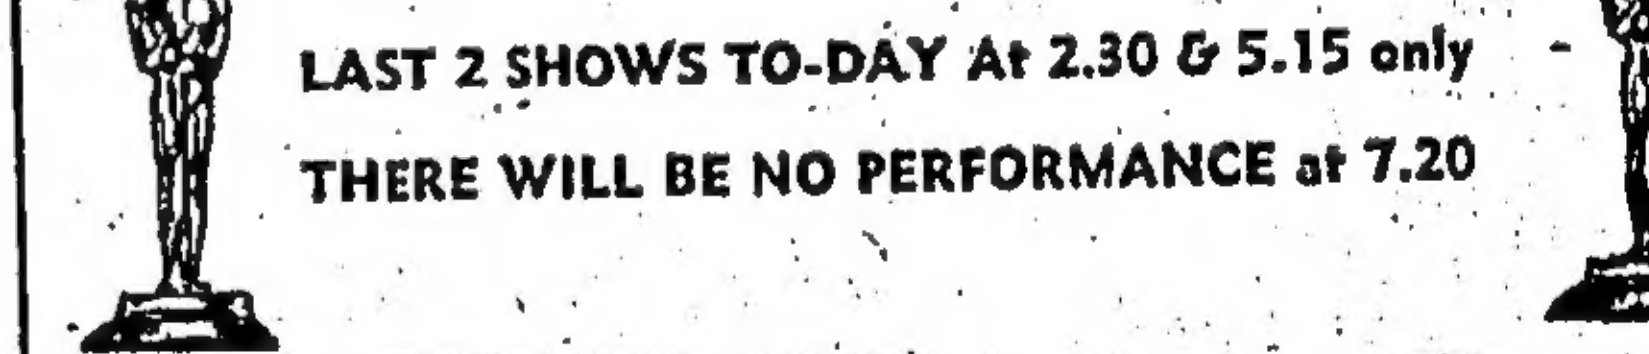 LAST 2 SHOWS TO-DAY At 2.30 & 5.15 only
THERE WILL BE NO PERFORMANCE at 7.20